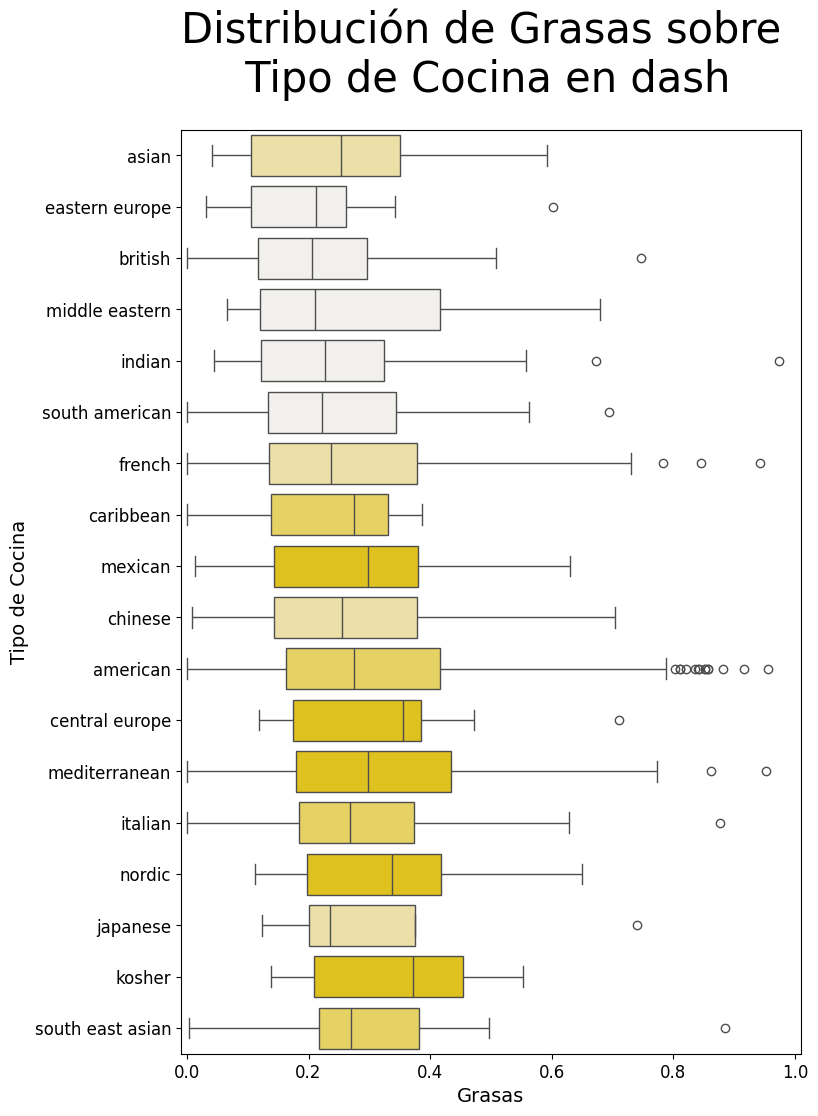 Distribución de Grasas sobre
Tipo de Cocina en dash
asian
eastern europe
british
middle eastern
indian
south american
french
caribbean
mexican
chinese
american
central europe
mediterranean
italian
nordic
japanese
kosher
south east asian
Tipo de Cocina
0.0 0.2 0.4 0.6 0.8 1.0
Grasas